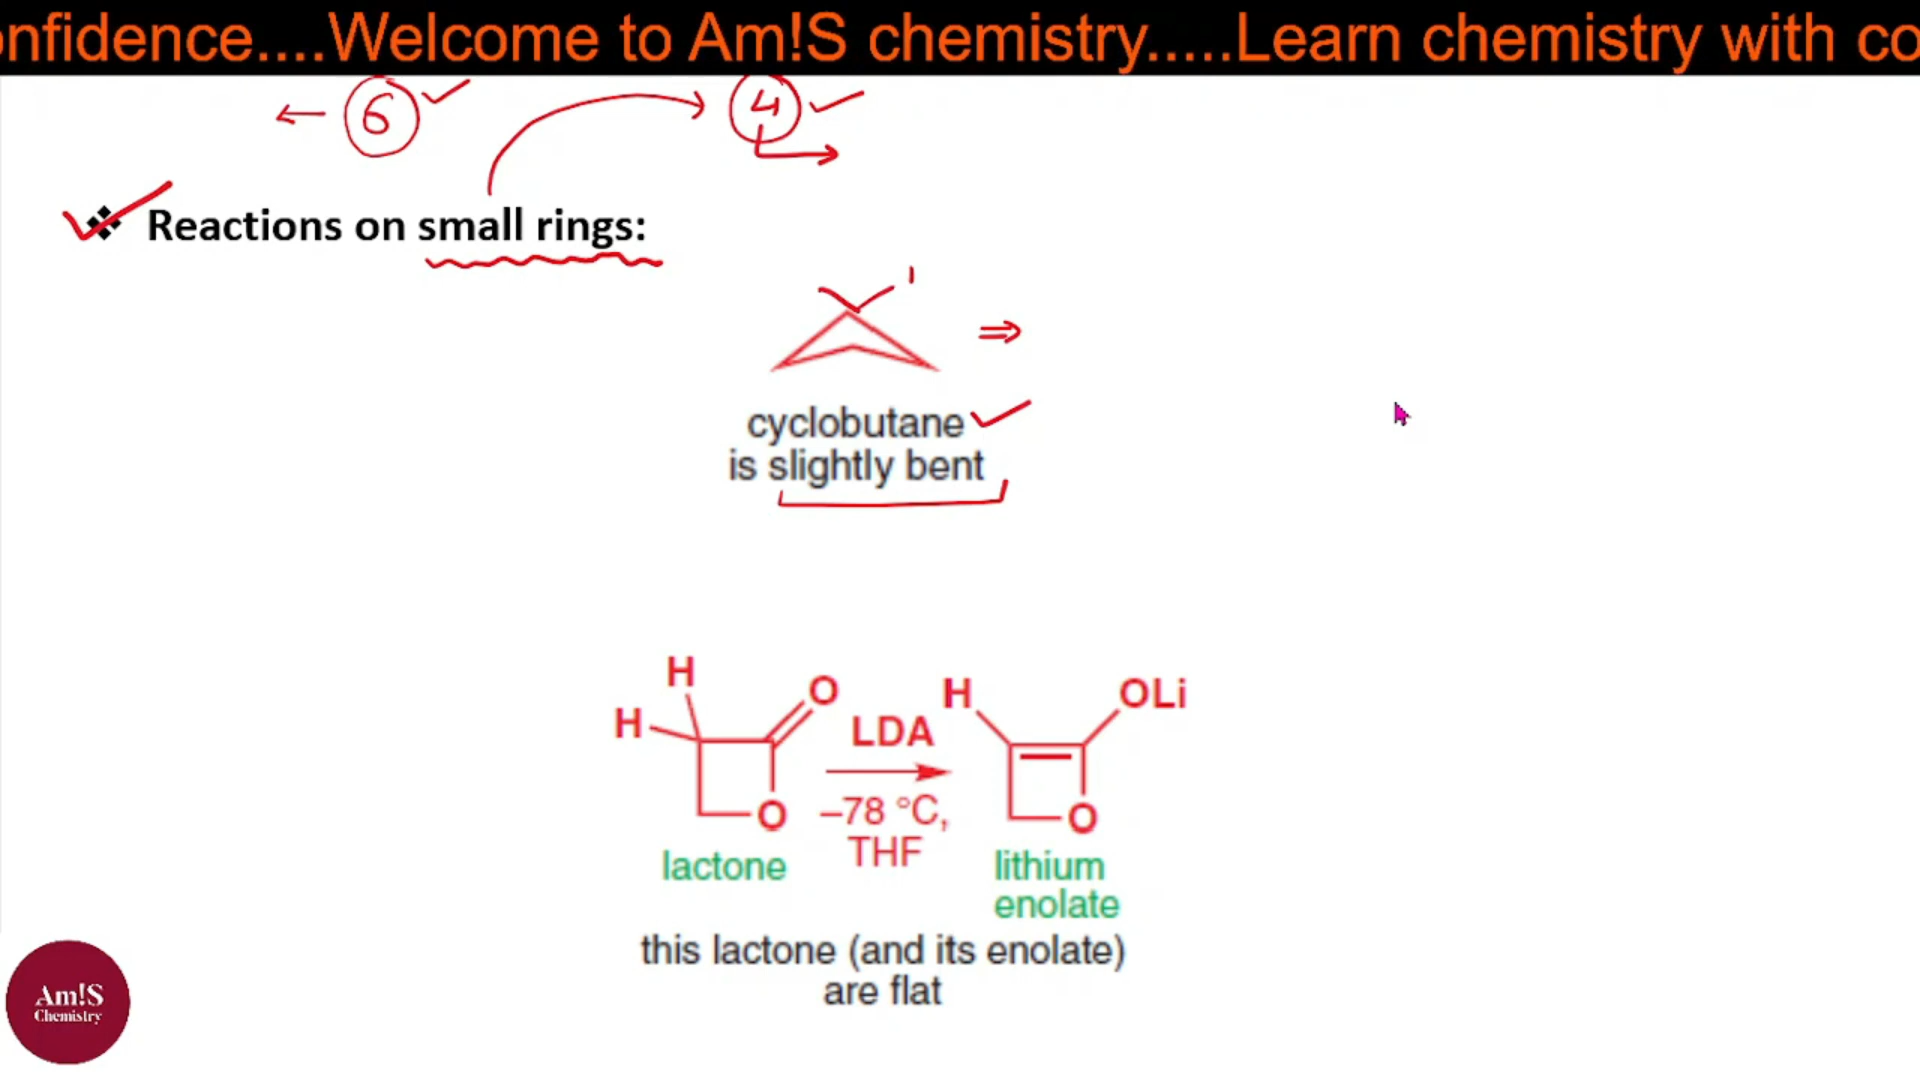 onfidence....Welcome to Am!S chemistry.....Learn chemistry with co
6 4
❖ Reactions on small rings:
cyclobutane
is slightly bent
H O H OLi
H LDA
O –78 °C, O
THF
lactone lithium
enolate
this lactone (and its enolate)
are flat
Am!S
Chemistry